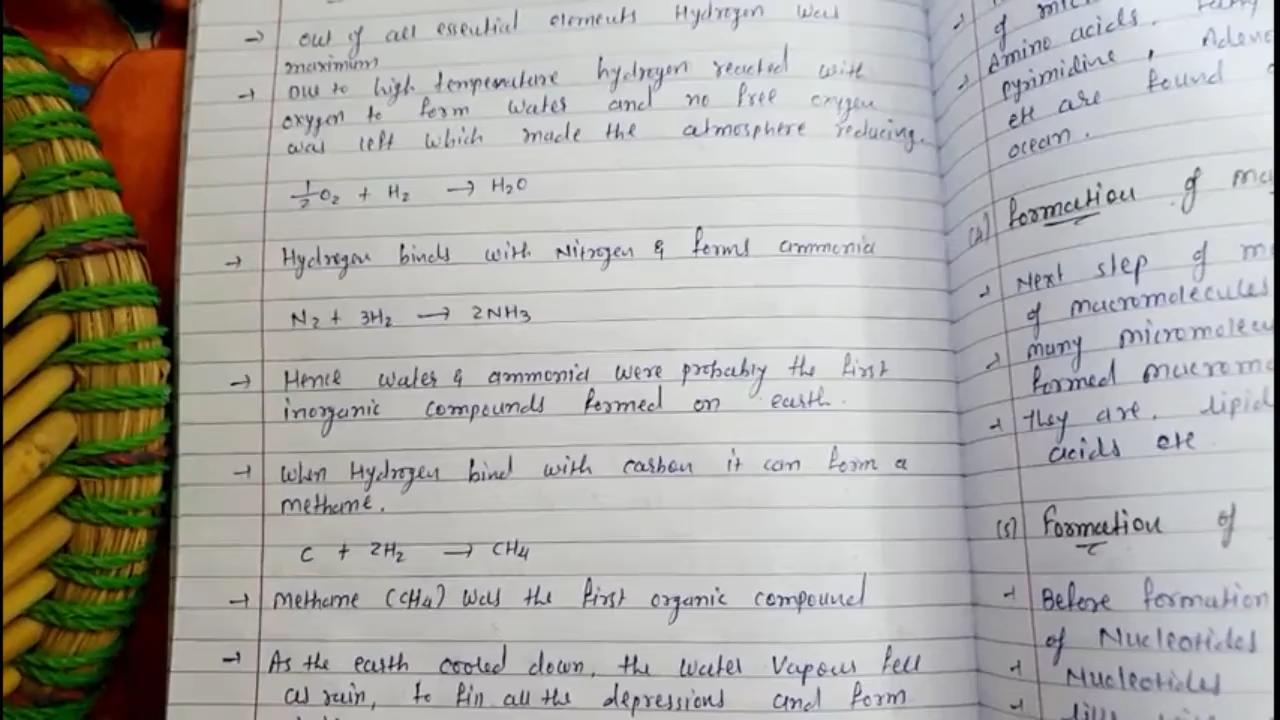 → out of all essential elements Hydrogen was
maximum
→ Due to high temperature hydrogen reacted with
oxygen to form water and no free oxygen
was left which made the atmosphere reducing.
½O₂ + H₂ → H₂O
→ Hydrogen binds with Nitrogen & forms ammonia
N₂ + 3H₂ → 2NH₃
→ Hence water & ammonia were probably the first
inorganic compounds formed on earth.
→ When Hydrogen bind with carbon it can form a
methane.
C + 2H₂ → CH₄
→ methane (CH₄) was the first organic compound
→ As the earth cooled down, the water vapour fell
as rain, to fill all the depressions and form
of
→ Amino acids.
pyrimidine,
etc are found
ocean.
formation of
→ Next step of
of macromolecules
→ many
formed
→ They are. lipid
acids etc
(5) formation of
→ Before formation
of Nucleotides
→ Nucleotides